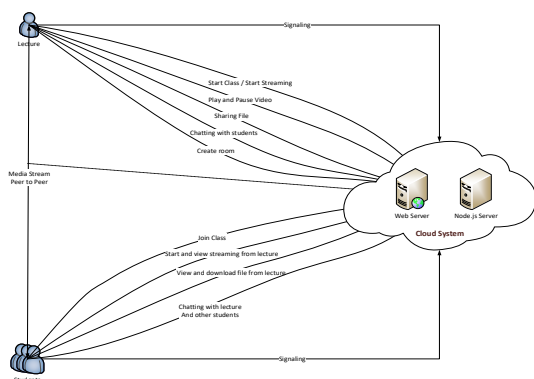 Signaling
Lecture
Start Class / Start Streaming
Play and Pause Video
Sharing File
Chatting with students
Create room
Media Stream
Peer to Peer
Web Server
Node.js Server
Cloud System
Join Class
Start and view streaming from lecture
View and download file from lecture
Chatting with lecture
And other students
Signaling
Students